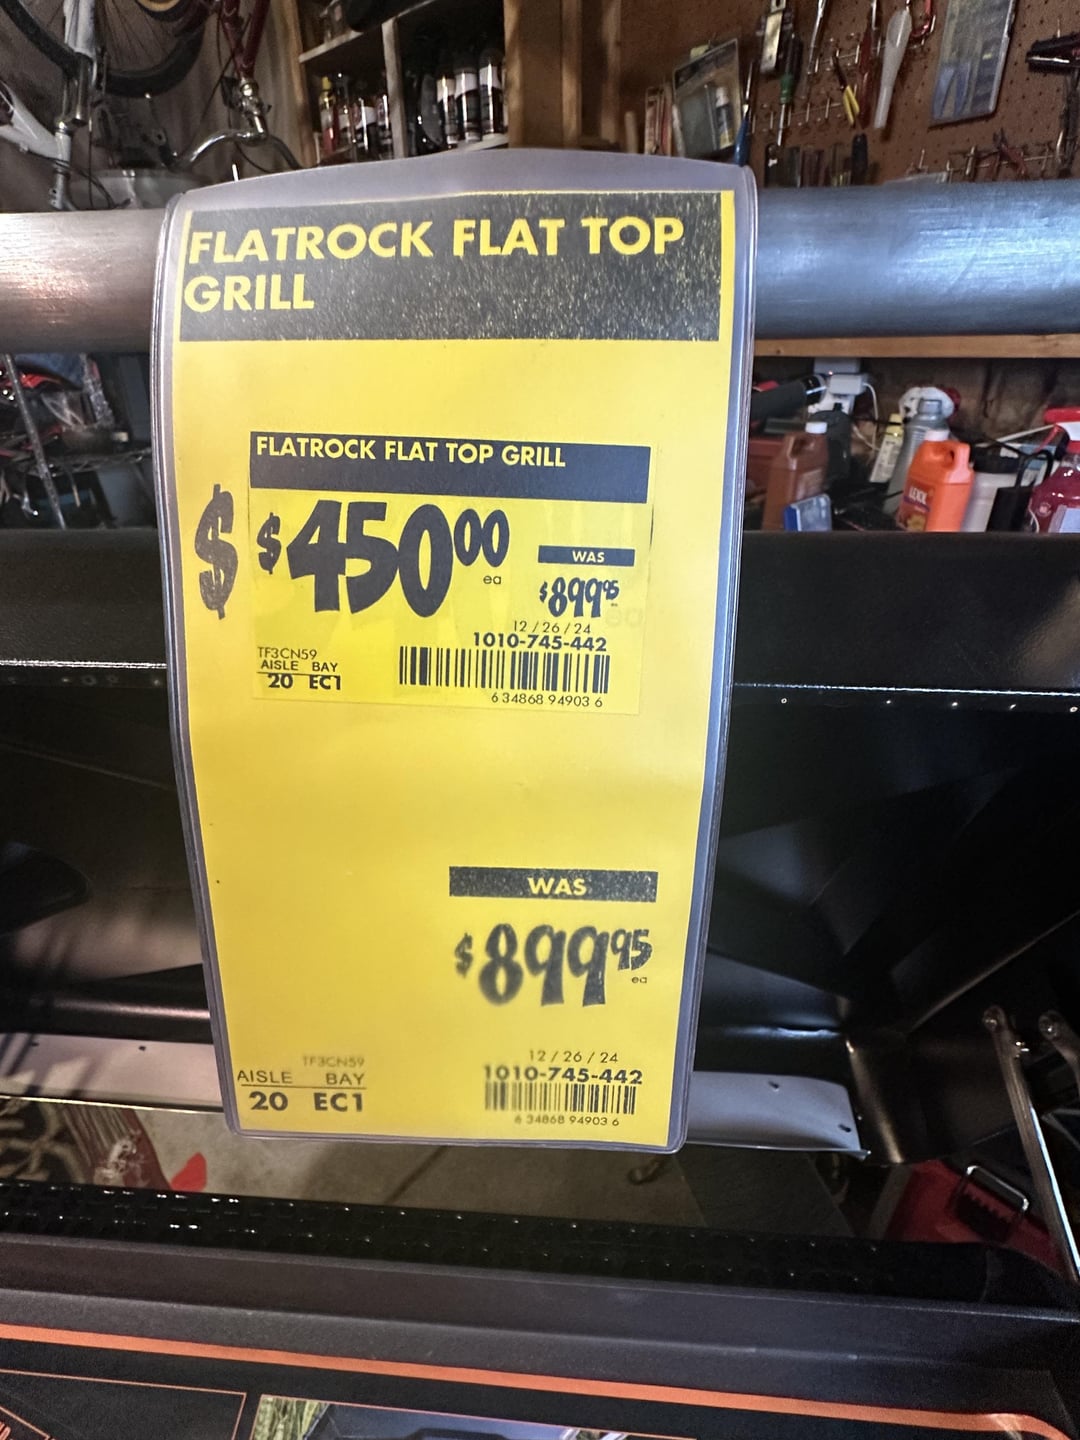 FLATROCK FLAT TOP
GRILL
FLATROCK FLAT TOP GRILL
$ $450.00
ea
WAS
$899.95
12/26/24
1010-745-442
TF3CN59
AISLE BAY
20 EC1
6 34868 94903 6
WAS
$899.95
ea
12/26/24
1010-745-442
TF3CN59
AISLE BAY
20 EC1
6 34868 94903 6